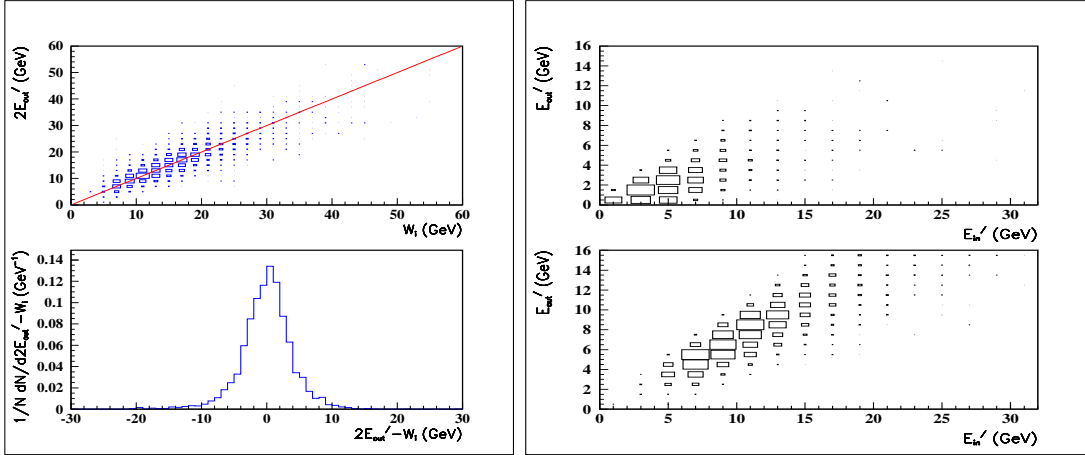 2E_out′ (GeV)
60
50
40
30
20
10
0
0 10 20 30 40 50 60
W_i (GeV)
1/N dN/d2E_out′−W_i (GeV⁻¹)
0.14
0.12
0.1
0.08
0.06
0.04
0.02
0
-30 -20 -10 0 10 20 30
2E_out′−W_i (GeV)
E_out′ (GeV)
16
14
12
10
8
6
4
2
0
0 5 10 15 20 25 30
E_in′ (GeV)
E_out′ (GeV)
16
14
12
10
8
6
4
2
0
0 5 10 15 20 25 30
E_in′ (GeV)